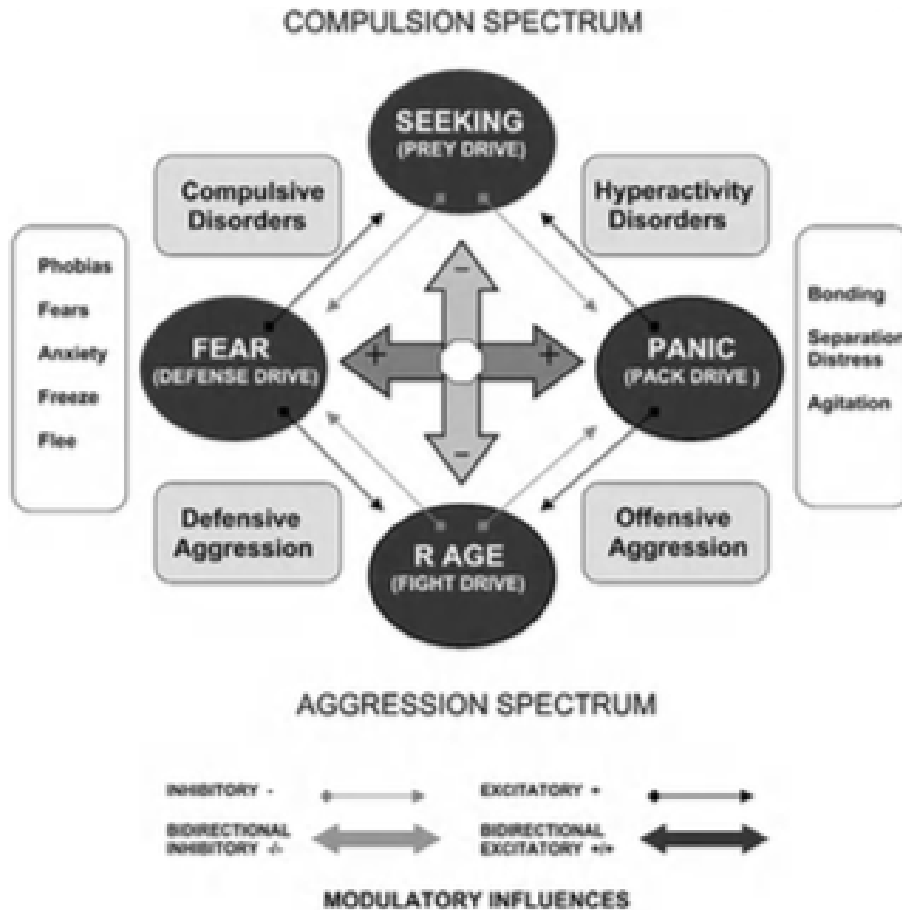 COMPULSION SPECTRUM
SEEKING
(PREY DRIVE)
Compulsive
Disorders
Hyperactivity
Disorders
Phobias
Fears
Anxiety
Freeze
Flee
FEAR
(DEFENSE DRIVE)
+
-
+
-
PANIC
(PACK DRIVE )
Bonding
Separation
Distress
Agitation
Defensive
Aggression
R AGE
(FIGHT DRIVE)
Offensive
Aggression
AGGRESSION SPECTRUM
INHIBITORY -
EXCITATORY +
BIDIRECTIONAL
INHIBITORY -/-
BIDIRECTIONAL
EXCITATORY +/+
MODULATORY INFLUENCES